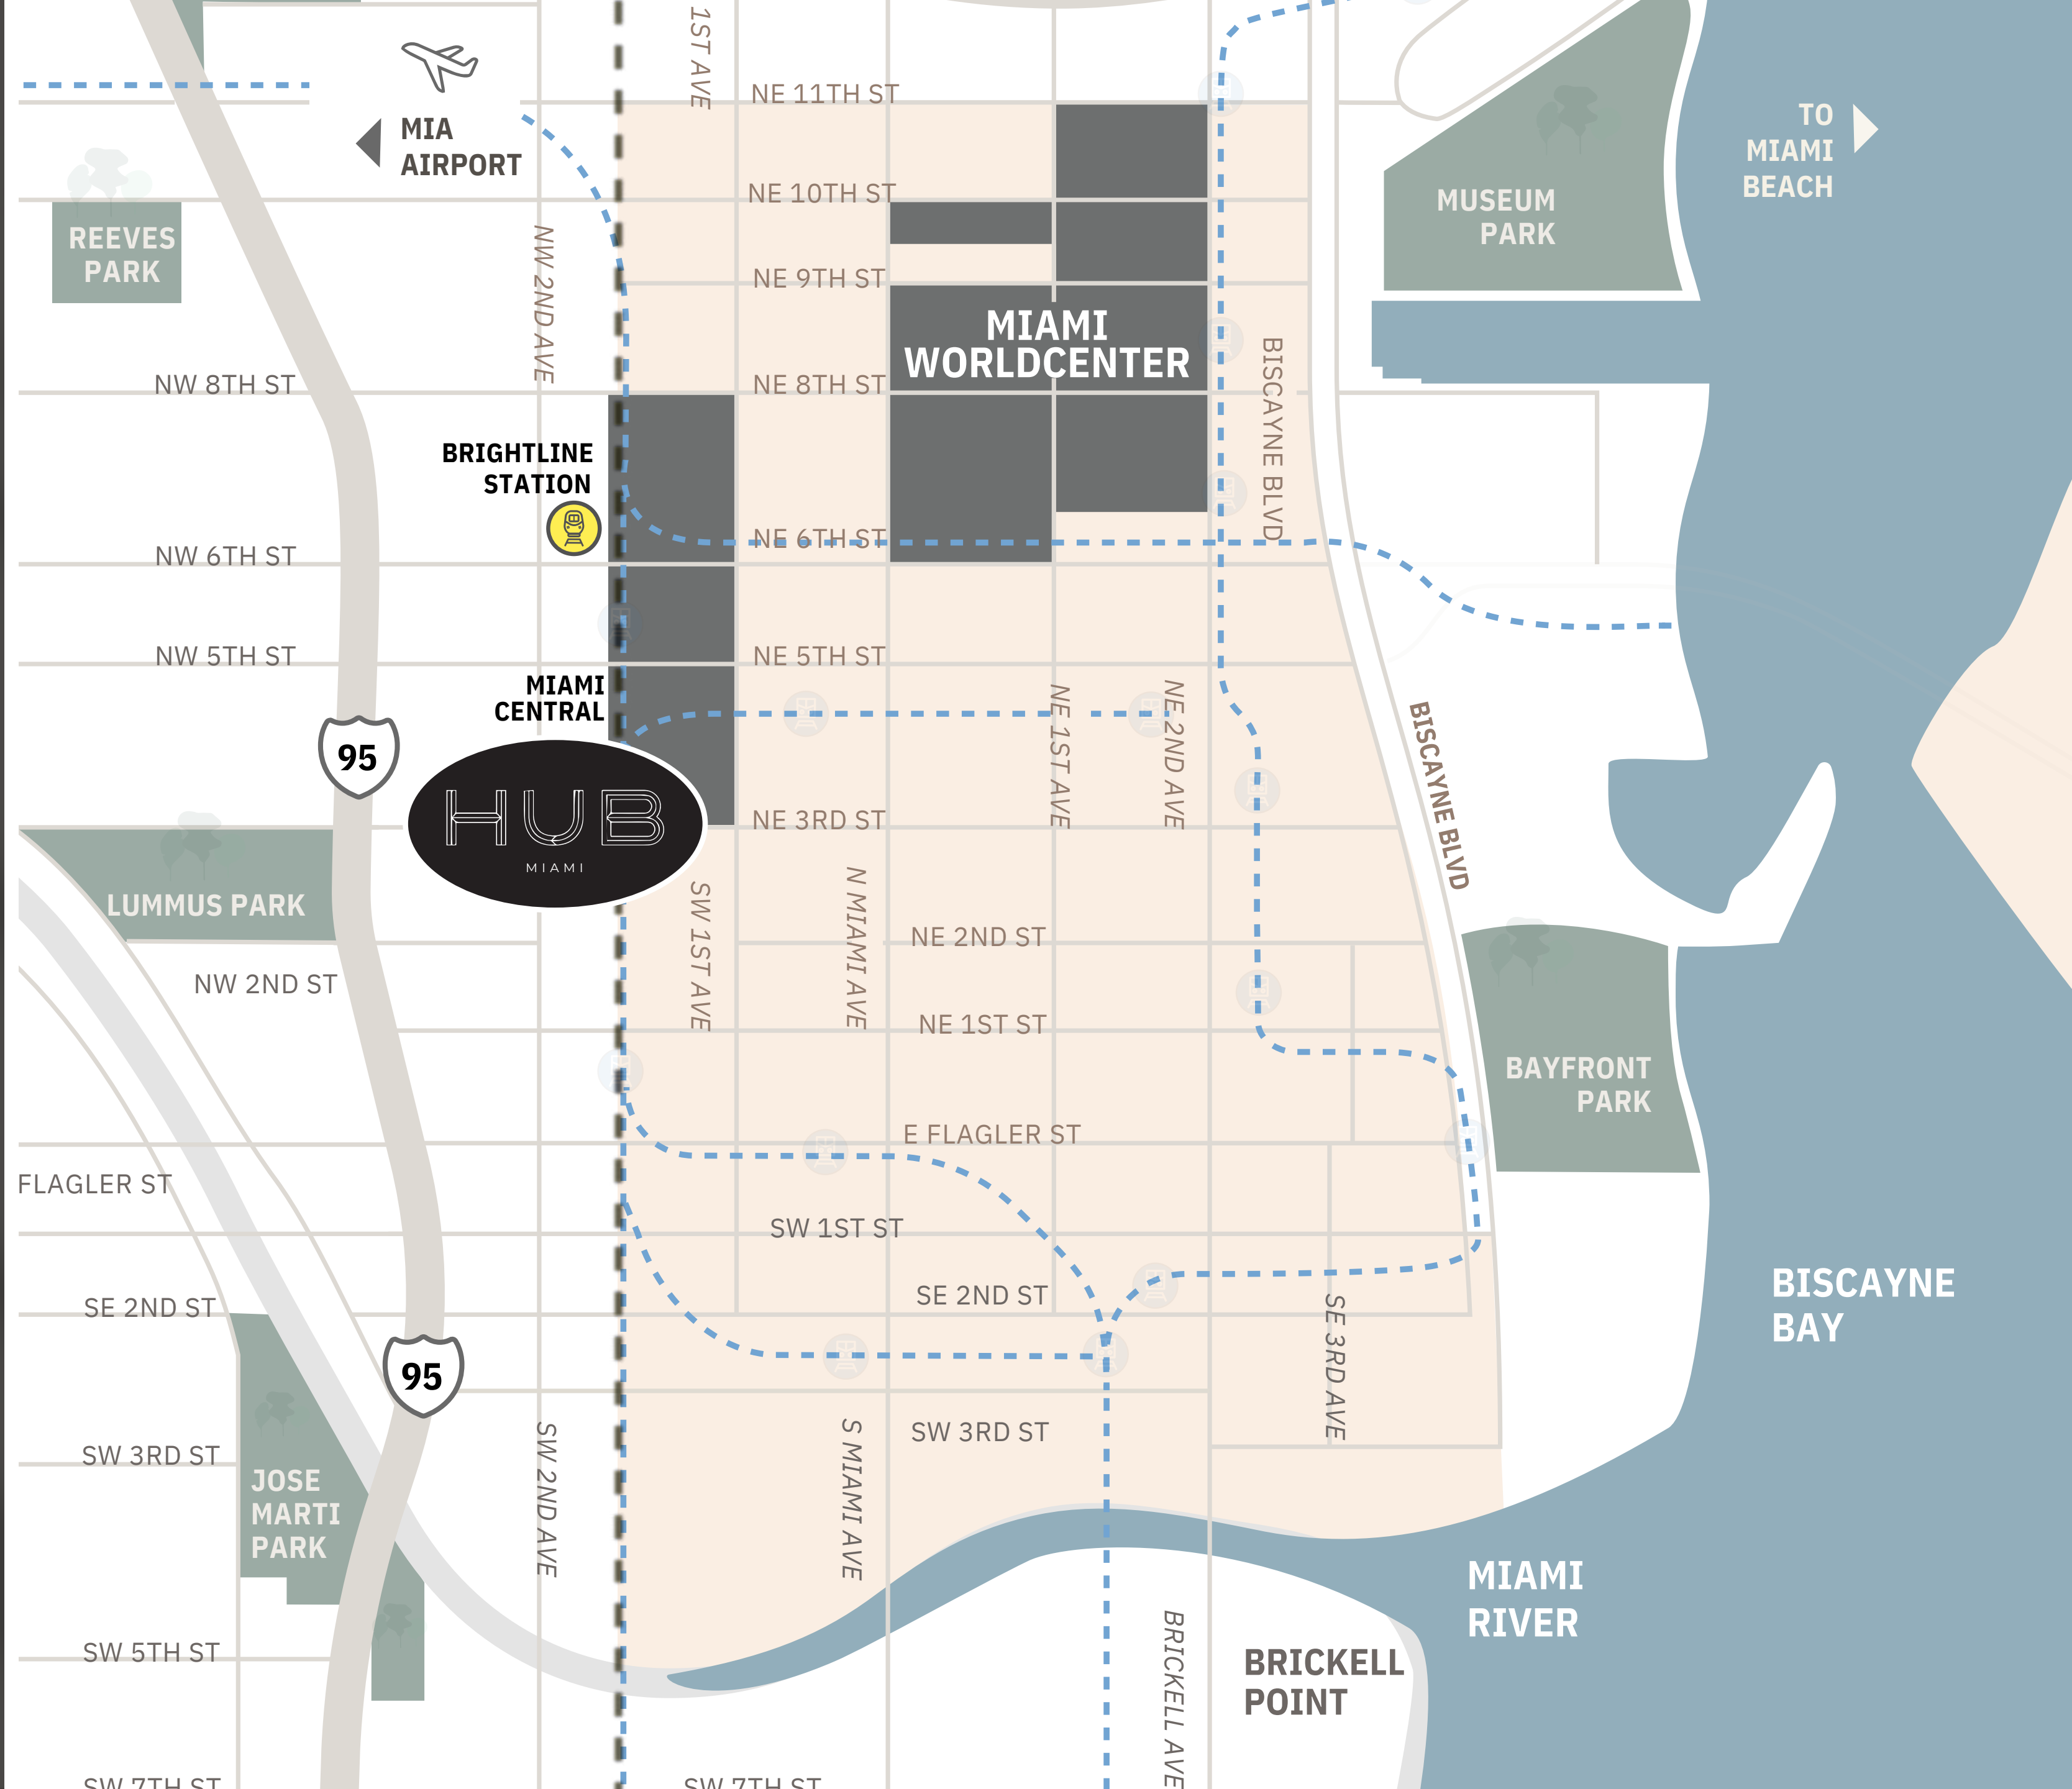 1ST AVE
NE 11TH ST
MIA
AIRPORT
TO
MIAMI
BEACH
NE 10TH ST
MUSEUM
PARK
REEVES
PARK
NW 2ND AVE
NE 9TH ST
MIAMI
WORLDCENTER
BISCAYNE BLVD
NW 8TH ST
NE 8TH ST
BRIGHTLINE
STATION
NW 6TH ST
NE 6TH ST
NW 5TH ST
NE 5TH ST
MIAMI
CENTRAL
NE 1ST AVE
NE 2ND AVE
BISCAYNE BLVD
95
HUB
MIAMI
NE 3RD ST
LUMMUS PARK
SW 1ST AVE
N MIAMI AVE
NE 2ND ST
NW 2ND ST
NE 1ST ST
BAYFRONT
PARK
E FLAGLER ST
FLAGLER ST
SW 1ST ST
BISCAYNE
BAY
SE 2ND ST
SE 2ND ST
SE 3RD AVE
95
SW 2ND AVE
S MIAMI AVE
SW 3RD ST
SW 3RD ST
JOSE
MARTI
PARK
MIAMI
RIVER
SW 5TH ST
BRICKELL AVE
BRICKELL
POINT
SW 7TH ST
SW 7TH ST